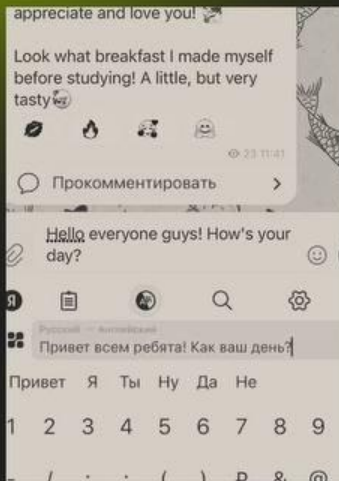 appreciate and love you!
Look what breakfast I made myself
before studying! A little, but very
tasty
23 11:41
Прокомментировать
Hello everyone guys! How's your
day?
Я
Русский — Английский
Привет всем ребята! Как ваш день?
Привет Я Ты Ну Да Не
1 2 3 4 5 6 7 8 9
- / : ; ( ) ₽ & @